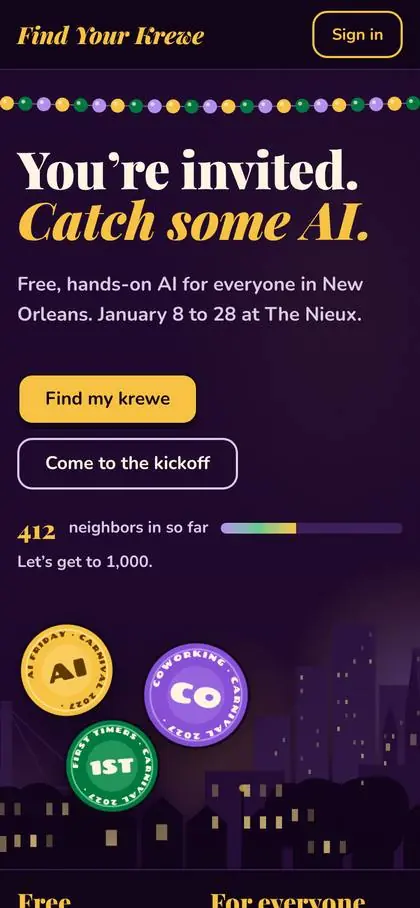 Find Your Krewe
Sign in
You're invited.
Catch some AI.
Free, hands-on AI for everyone in New
Orleans. January 8 to 28 at The Nieux.
Find my krewe
Come to the kickoff
412 neighbors in so far
Let's get to 1,000.
AI FRIDAY · CARNIVAL 2027 ·
AI
COWORKING · CARNIVAL 2027 ·
CO
FIRST TIMERS · CARNIVAL 2027 ·
1ST
Free
For everyone